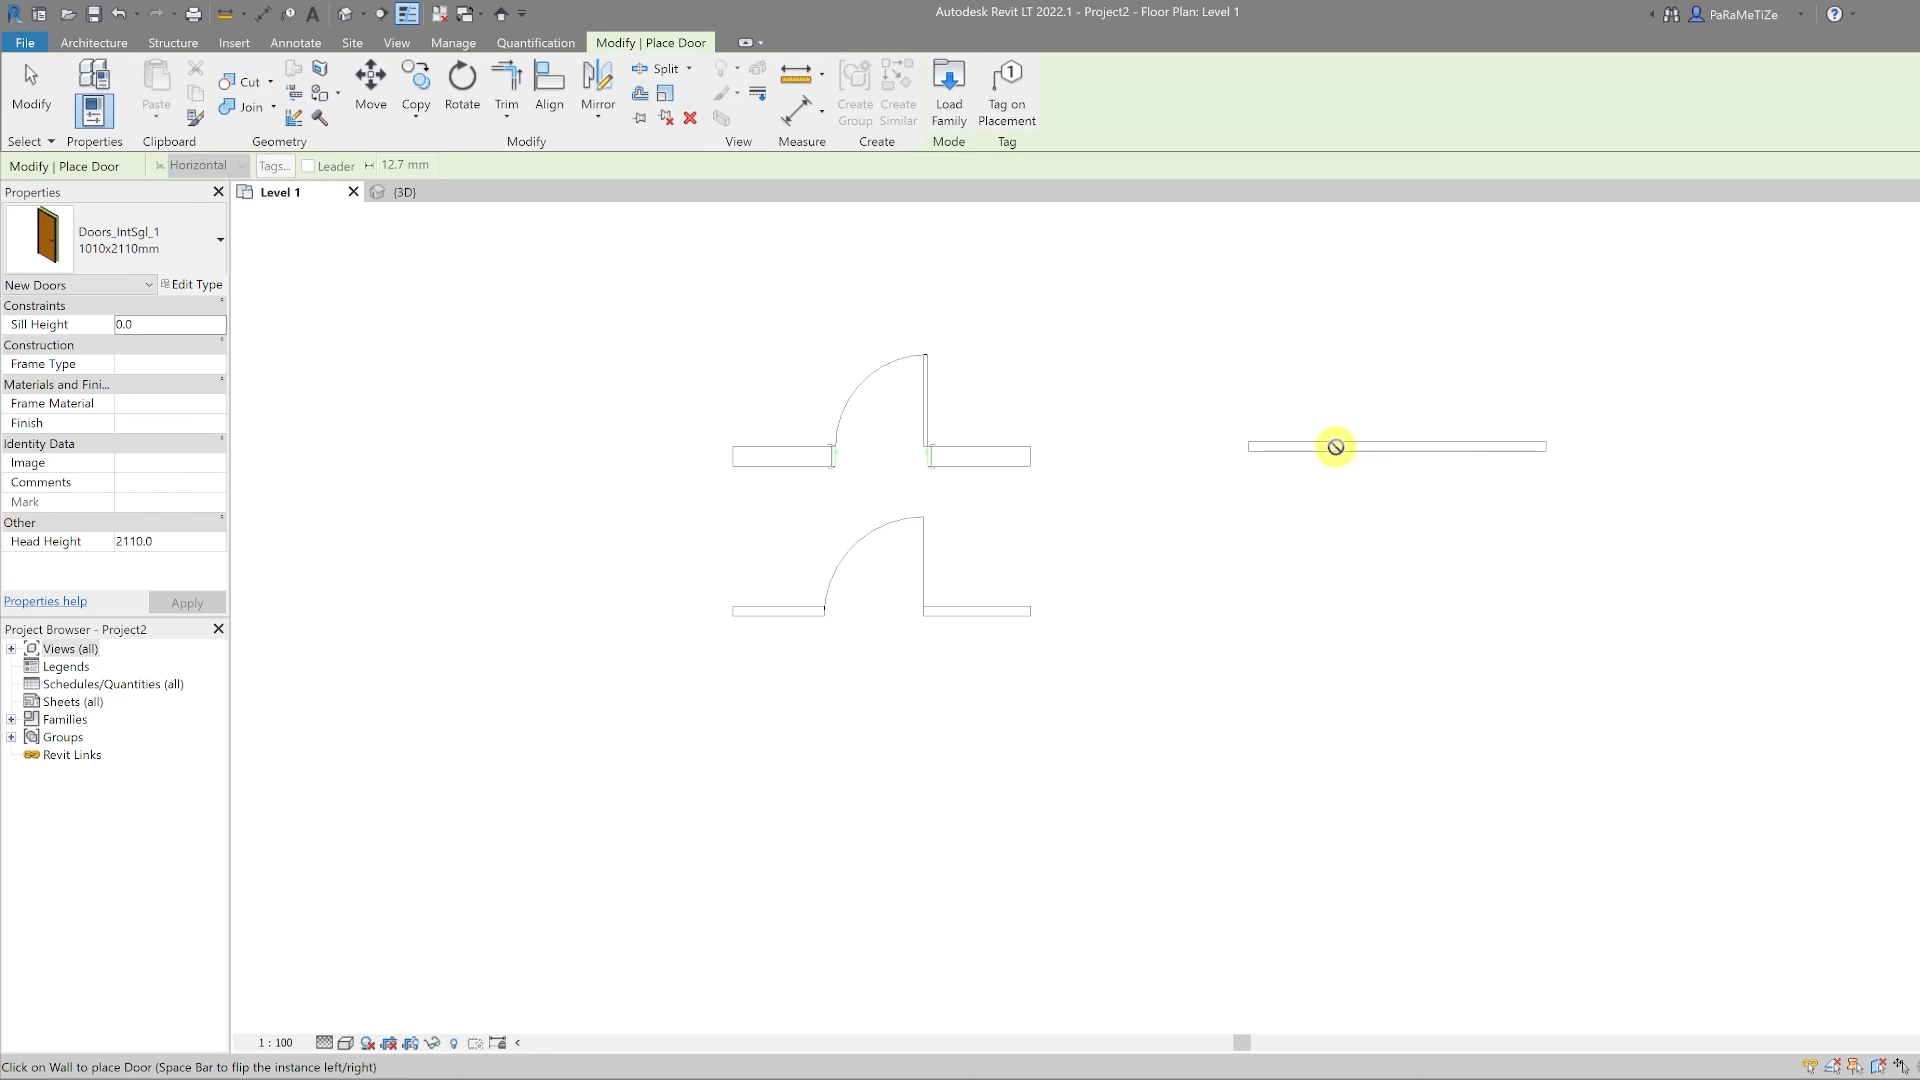 Autodesk Revit LT 2022.1 - Project2 - Floor Plan: Level 1
PaRaMeTiZe
File
Architecture
Structure
Insert
Annotate
Site
View
Manage
Quantification
Modify | Place Door
Modify
Paste
Cut
Join
Move
Copy
Rotate
Trim
Align
Mirror
Split
Create Group
Create Similar
Load Family
Tag on Placement
Select
Properties
Clipboard
Geometry
Modify
View
Measure
Create
Mode
Tag
Modify | Place Door
Horizontal
Tags...
Leader
12.7 mm
Properties
Level 1
{3D}
Doors_IntSgl_1
1010x2110mm
New Doors
Edit Type
Constraints
Sill Height 0.0
Construction
Frame Type
Materials and Fini...
Frame Material
Finish
Identity Data
Image
Comments
Mark
Other
Head Height 2110.0
Properties help
Apply
Project Browser - Project2
Views (all)
Legends
Schedules/Quantities (all)
Sheets (all)
Families
Groups
Revit Links
1 : 100
Click on Wall to place Door (Space Bar to flip the instance left/right)